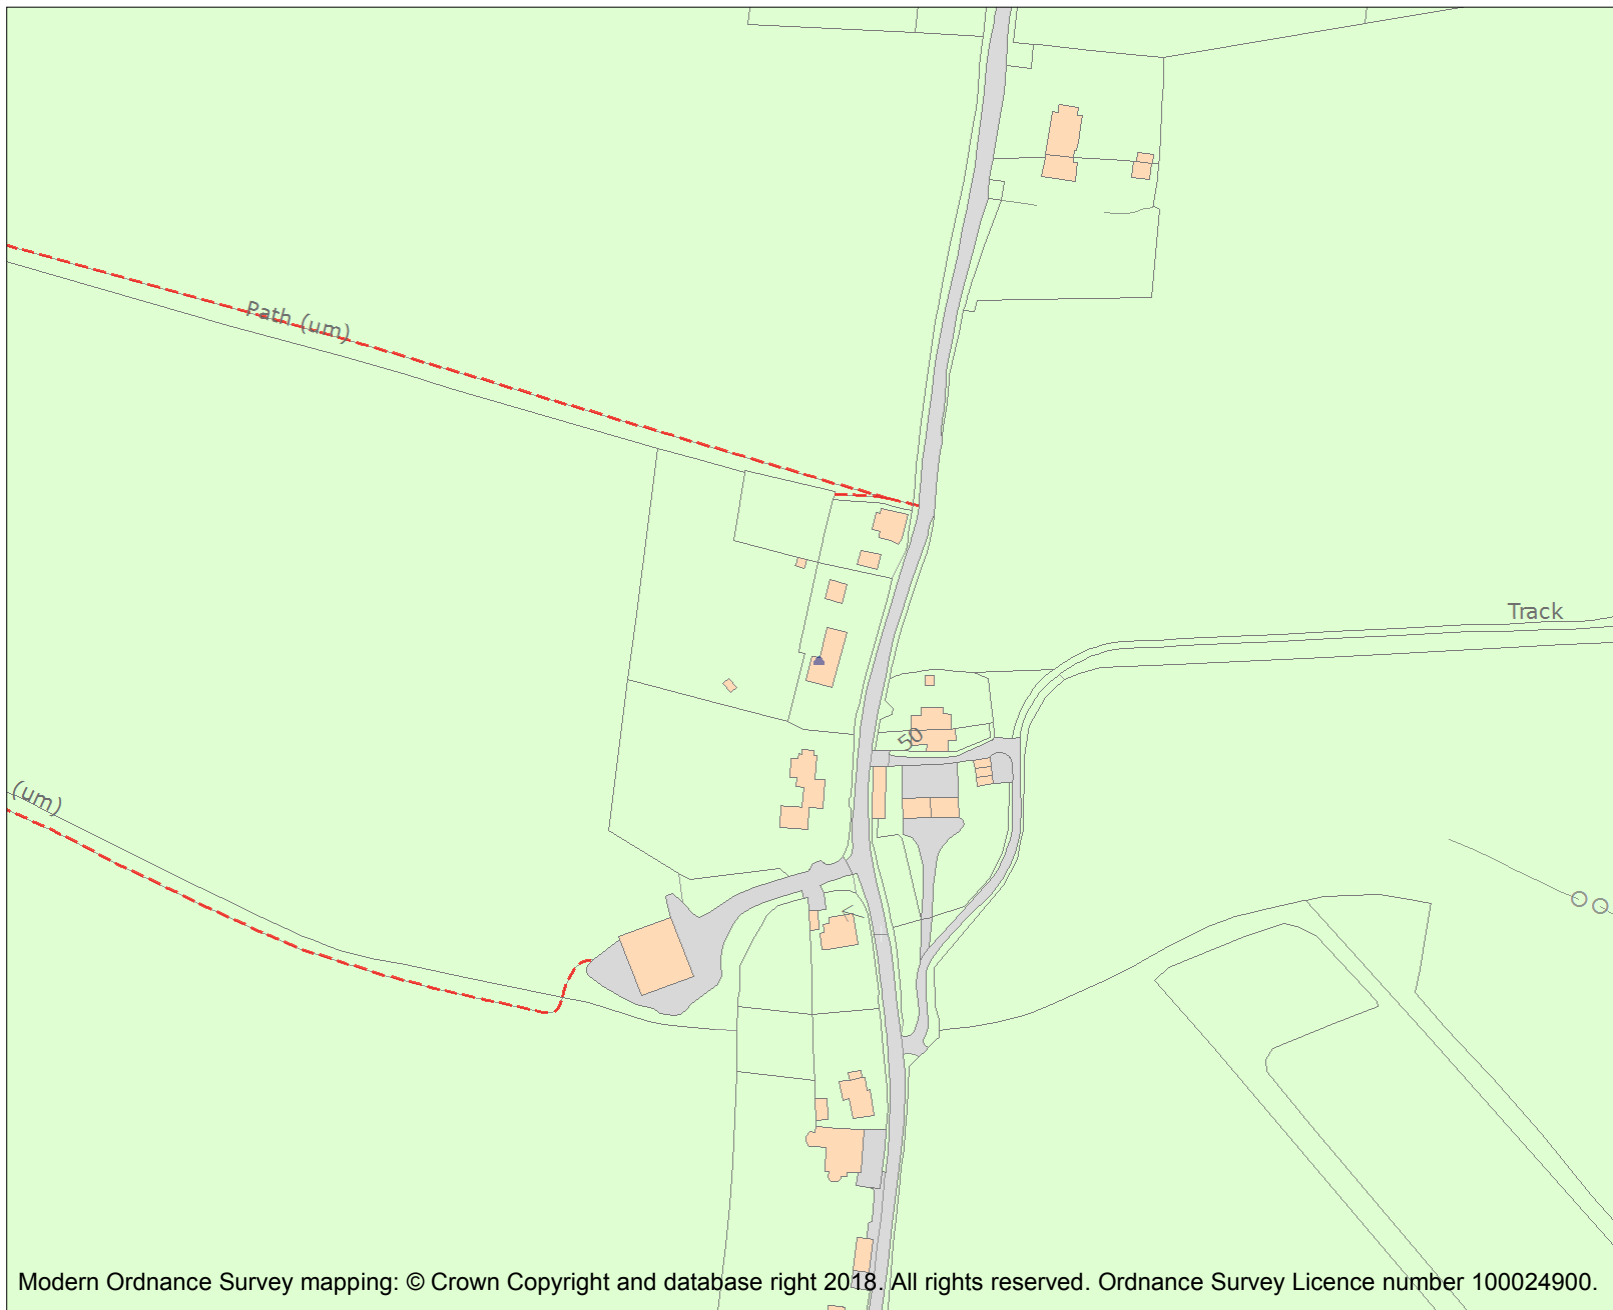 Path (um)
Track
50
(um)
Modern Ordnance Survey mapping: © Crown Copyright and database right 2018. All rights reserved. Ordnance Survey Licence number 100024900.